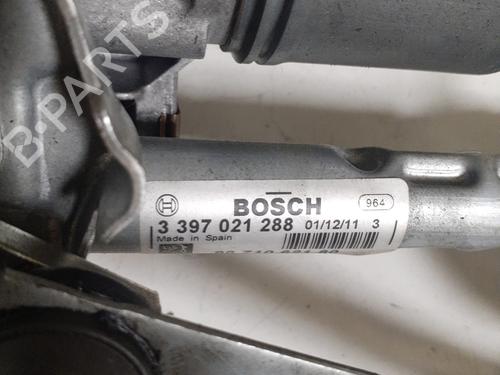 B-PARTS
BOSCH
964
3 397 021 288 01/12/11 3
Made in Spain